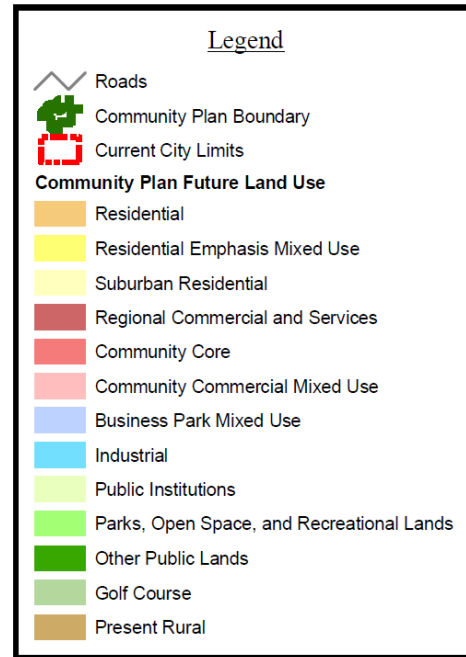 Legend
Roads
Community Plan Boundary
Current City Limits
Community Plan Future Land Use
Residential
Residential Emphasis Mixed Use
Suburban Residential
Regional Commercial and Services
Community Core
Community Commercial Mixed Use
Business Park Mixed Use
Industrial
Public Institutions
Parks, Open Space, and Recreational Lands
Other Public Lands
Golf Course
Present Rural